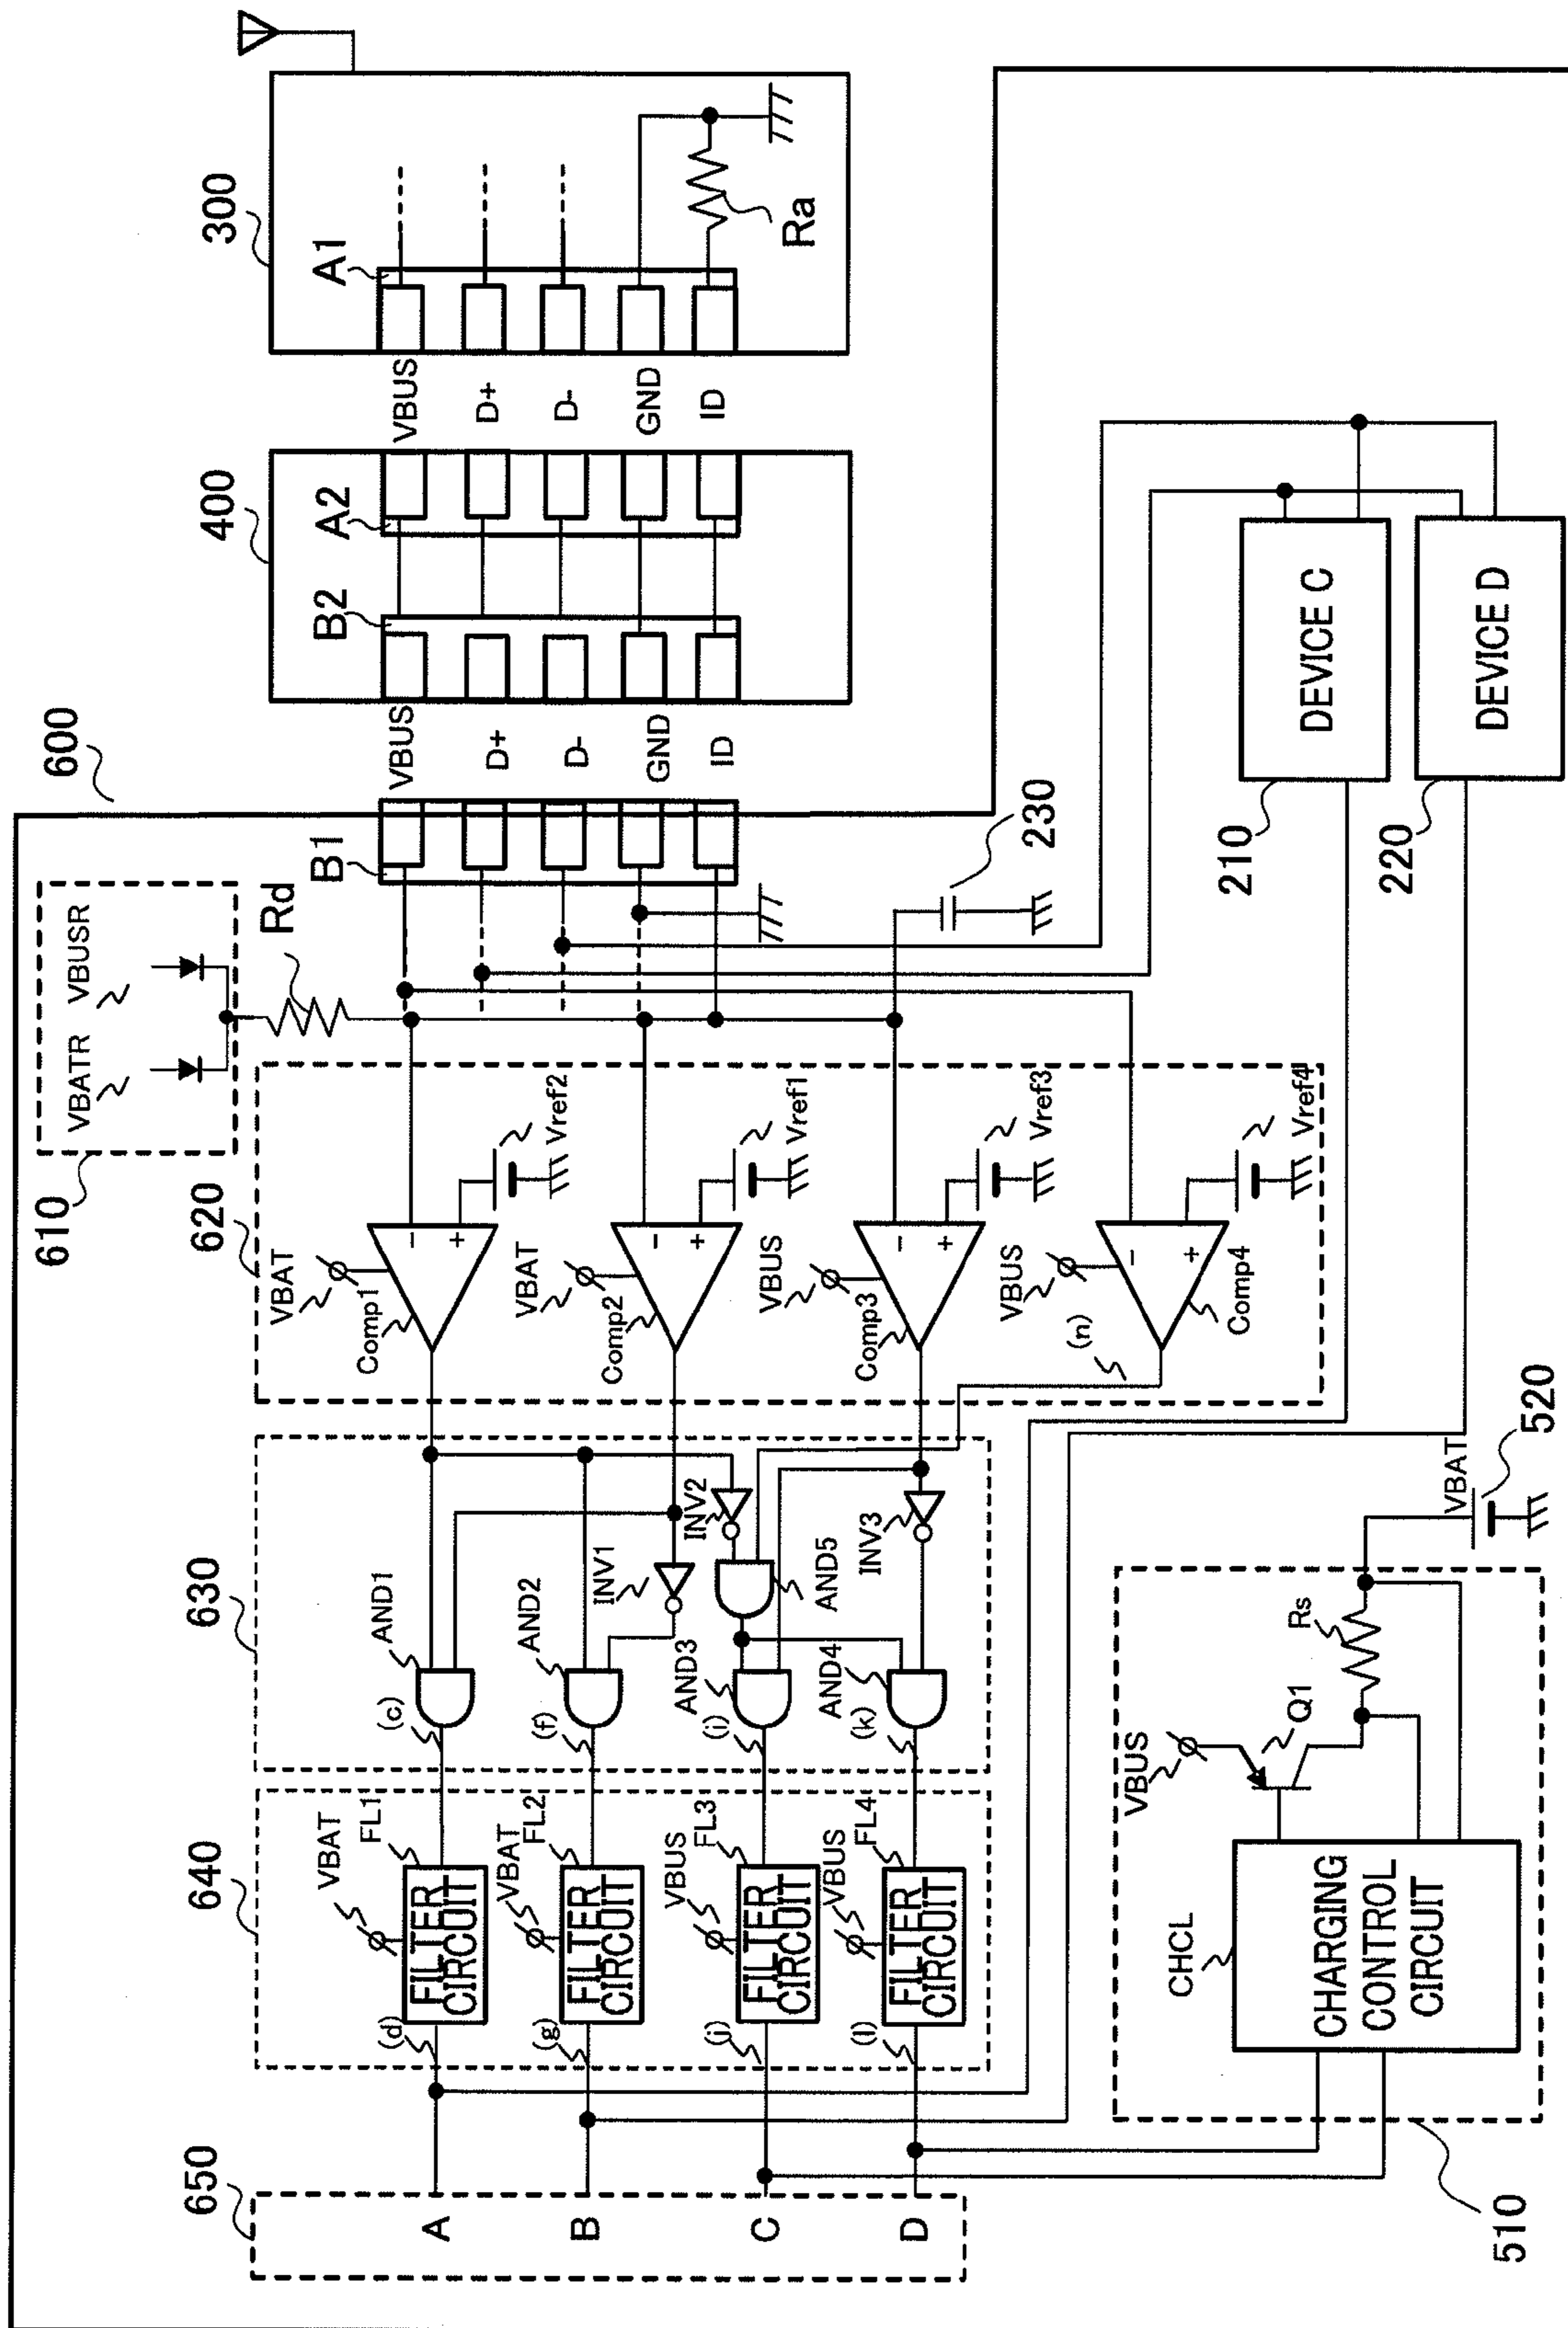 600
610
VBATR
VBUSR
Rd
620
VBAT
Comp1
Vref2
VBAT
Comp2
Vref1
VBUS
Comp3
Vref3
VBUS
Comp4
Vref4
(n)
-
+
-
+
-
+
-
+
630
AND1
(c)
AND2
(f)
INV1
INV2
AND5
AND3
(i)
INV3
AND4
(k)
640
VBAT
FL1
FILTER
CIRCUIT
(d)
VBAT
FL2
FILTER
CIRCUIT
(g)
VBUS
FL3
FILTER
CIRCUIT
(j)
VBUS
FL4
FILTER
CIRCUIT
(l)
650
A
B
C
D
B1
VBUS
D+
D-
GND
ID
400
B2
A2
VBUS
D+
D-
GND
ID
300
A1
Ra
230
210
DEVICE C
220
DEVICE D
510
CHCL
CHARGING
CONTROL
CIRCUIT
VBUS
Q1
Rs
VBAT
520